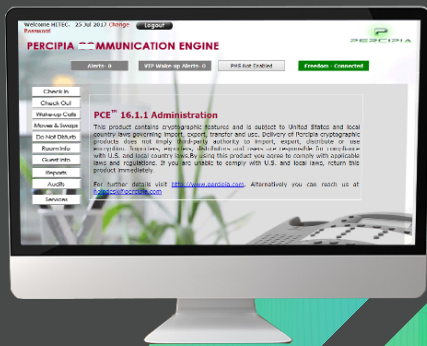 Welcome HITEC. 25 Jul 2017 Change
Password
Logout
PERCIPIA
PERCIPIA COMMUNICATION ENGINE
Alerts- 0
VIP Wake-up Alerts- 0
PMS Not Enabled
Freedom - Connected
Check In
Check Out
Wake-up Calls
Moves & Swaps
Do Not Disturb
Room Info
Guest Info
Reports
Audits
Services
PCE™ 16.1.1 Administration
This product contains cryptographic features and is subject to United States and local
country laws governing import, export, transfer and use. Delivery of Percipia cryptographic
products does not imply third-party authority to import, export, distribute or use
encryption. Importers, exporters, distributors and users are responsible for compliance
with U.S. and local country laws.By using this product you agree to comply with applicable
laws and regulations. If you are unable to comply with U.S. and local laws, return this
product immediately.
For further details visit http://www.percipia.com. Alternatively you can reach us at
helpdesk@percipia.com